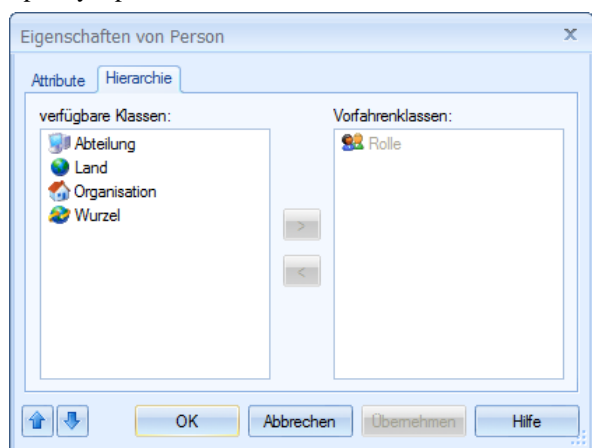 Eigenschaften von Person
Attribute Hierarchie
verfügbare Klassen: Vorfahrenklassen:
Abteilung Rolle
Land
Organisation
Wurzel
>
<
OK Abbrechen Übernehmen Hilfe